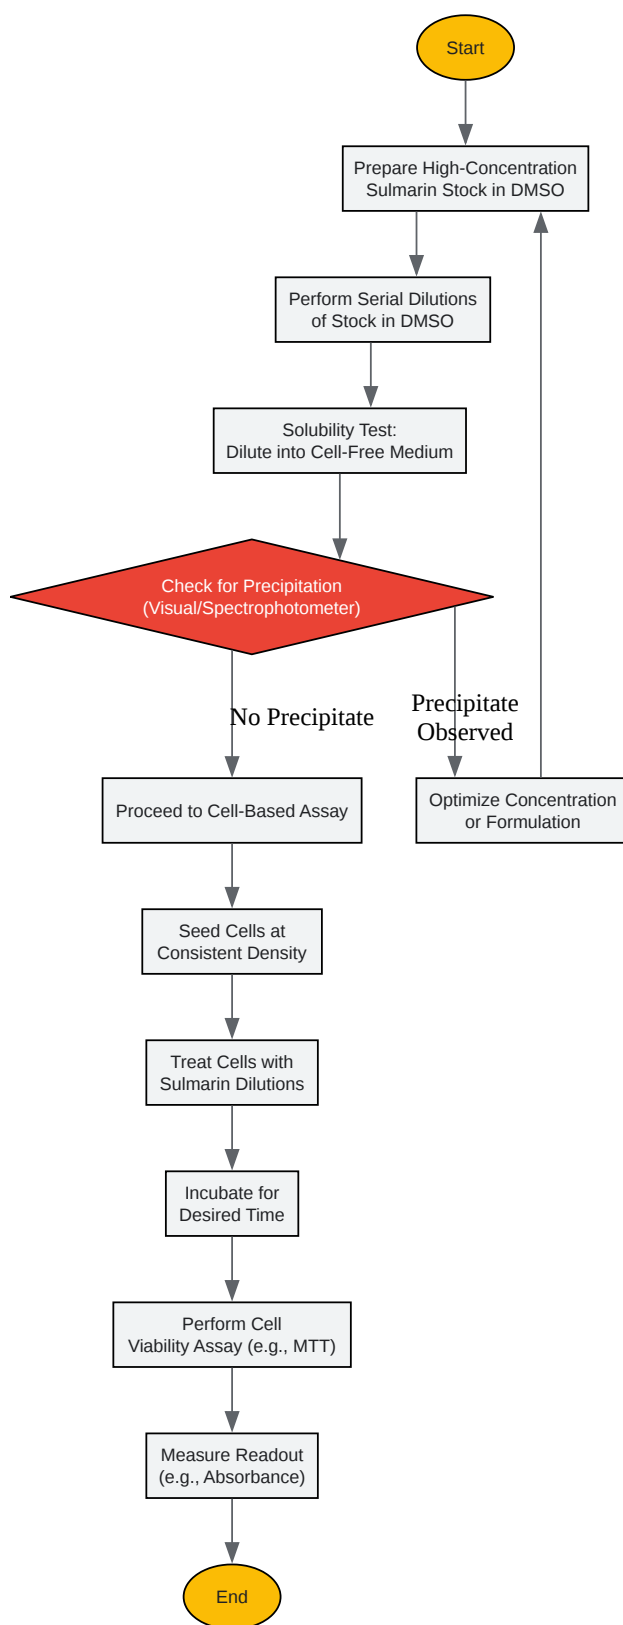 Start
Prepare High-Concentration
Sulmarin Stock in DMSO
Perform Serial Dilutions
of Stock in DMSO
Solubility Test:
Dilute into Cell-Free Medium
Check for Precipitation
(Visual/Spectrophotometer)
No Precipitate
Precipitate
Observed
Proceed to Cell-Based Assay
Optimize Concentration
or Formulation
Seed Cells at
Consistent Density
Treat Cells with
Sulmarin Dilutions
Incubate for
Desired Time
Perform Cell
Viability Assay (e.g., MTT)
Measure Readout
(e.g., Absorbance)
End